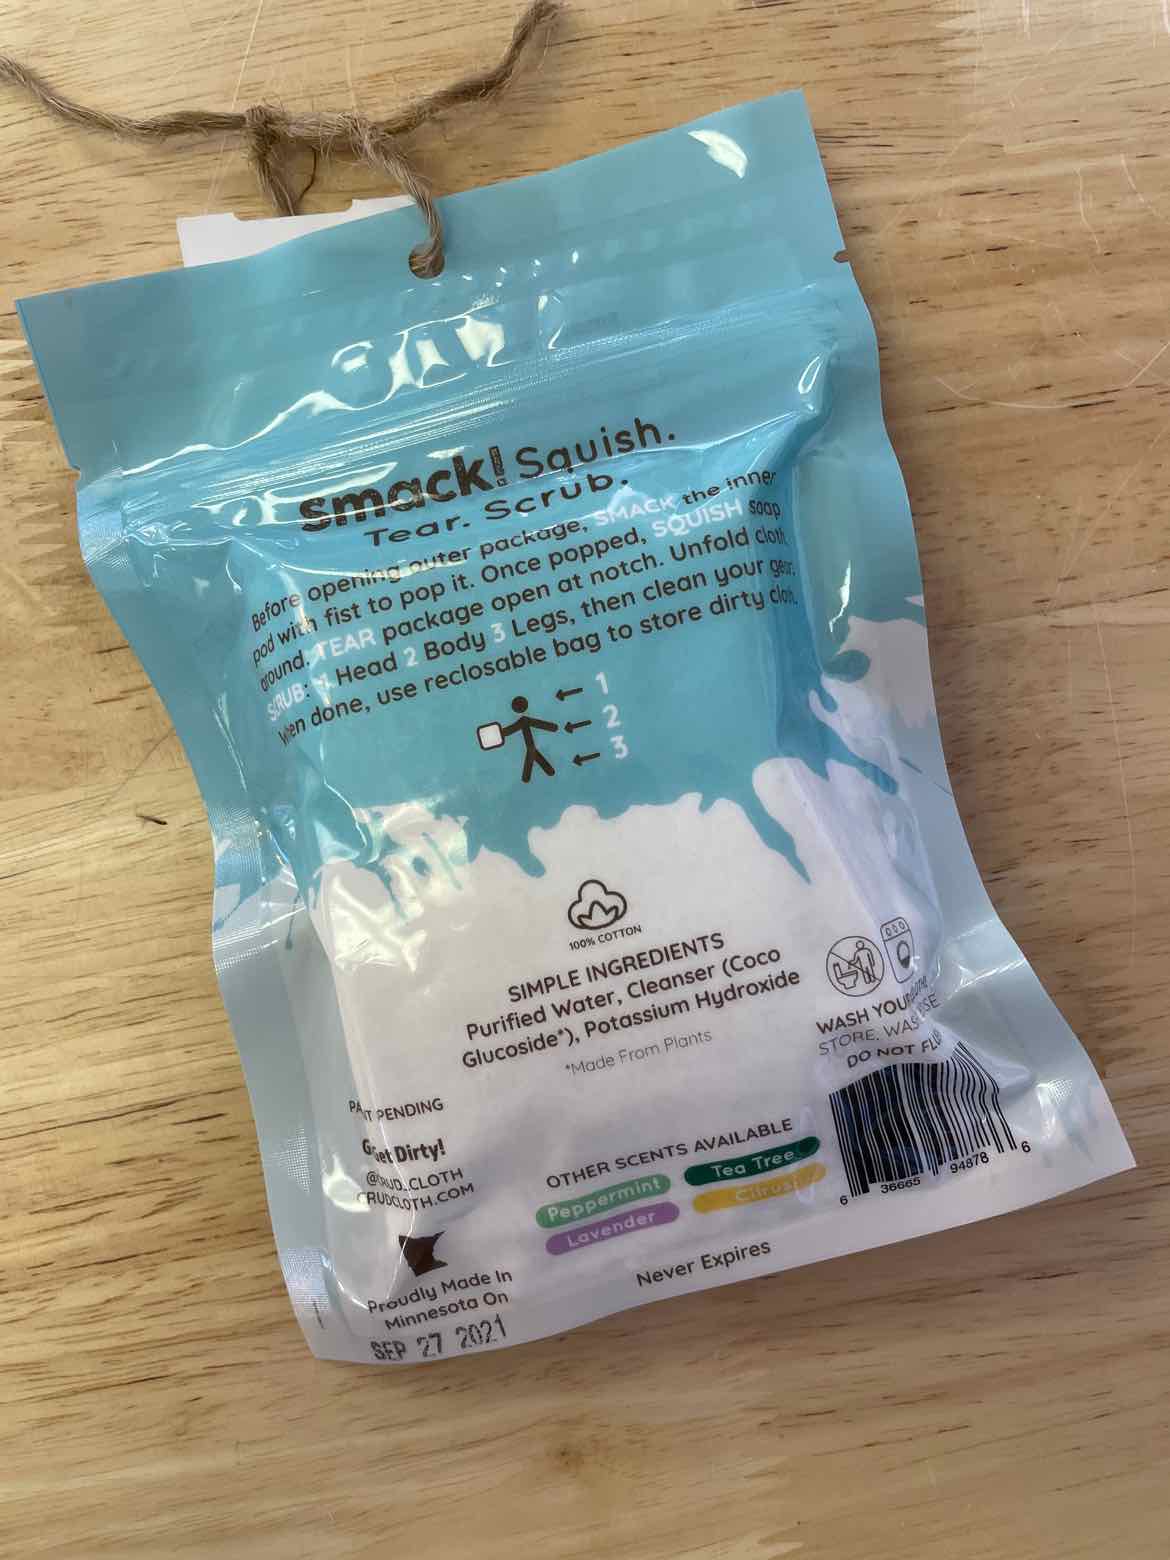 smack! Squish.
Tear. Scrub.
Before opening outer package, SMACK the inner
pod with fist to pop it. Once popped, SQUISH soap
around. TEAR package open at notch. Unfold cloth.
SCRUB: 1 Head 2 Body 3 Legs, then clean your gear.
When done, use reclosable bag to store dirty cloth.
1
2
3
100% COTTON
SIMPLE INGREDIENTS
Purified Water, Cleanser (Coco
Glucoside*), Potassium Hydroxide
*Made From Plants
WASH YOUR
STORE, WASH,
DO NOT
PENDING
Get Dirty!
@CRUD_CLOTH
CRUDCLOTH.COM
Proudly Made In
Minnesota On
SEP 27 2021
OTHER SCENTS AVAILABLE
Peppermint Tea Tree
Lavender Citrus
Never Expires
6 36665 94878 6